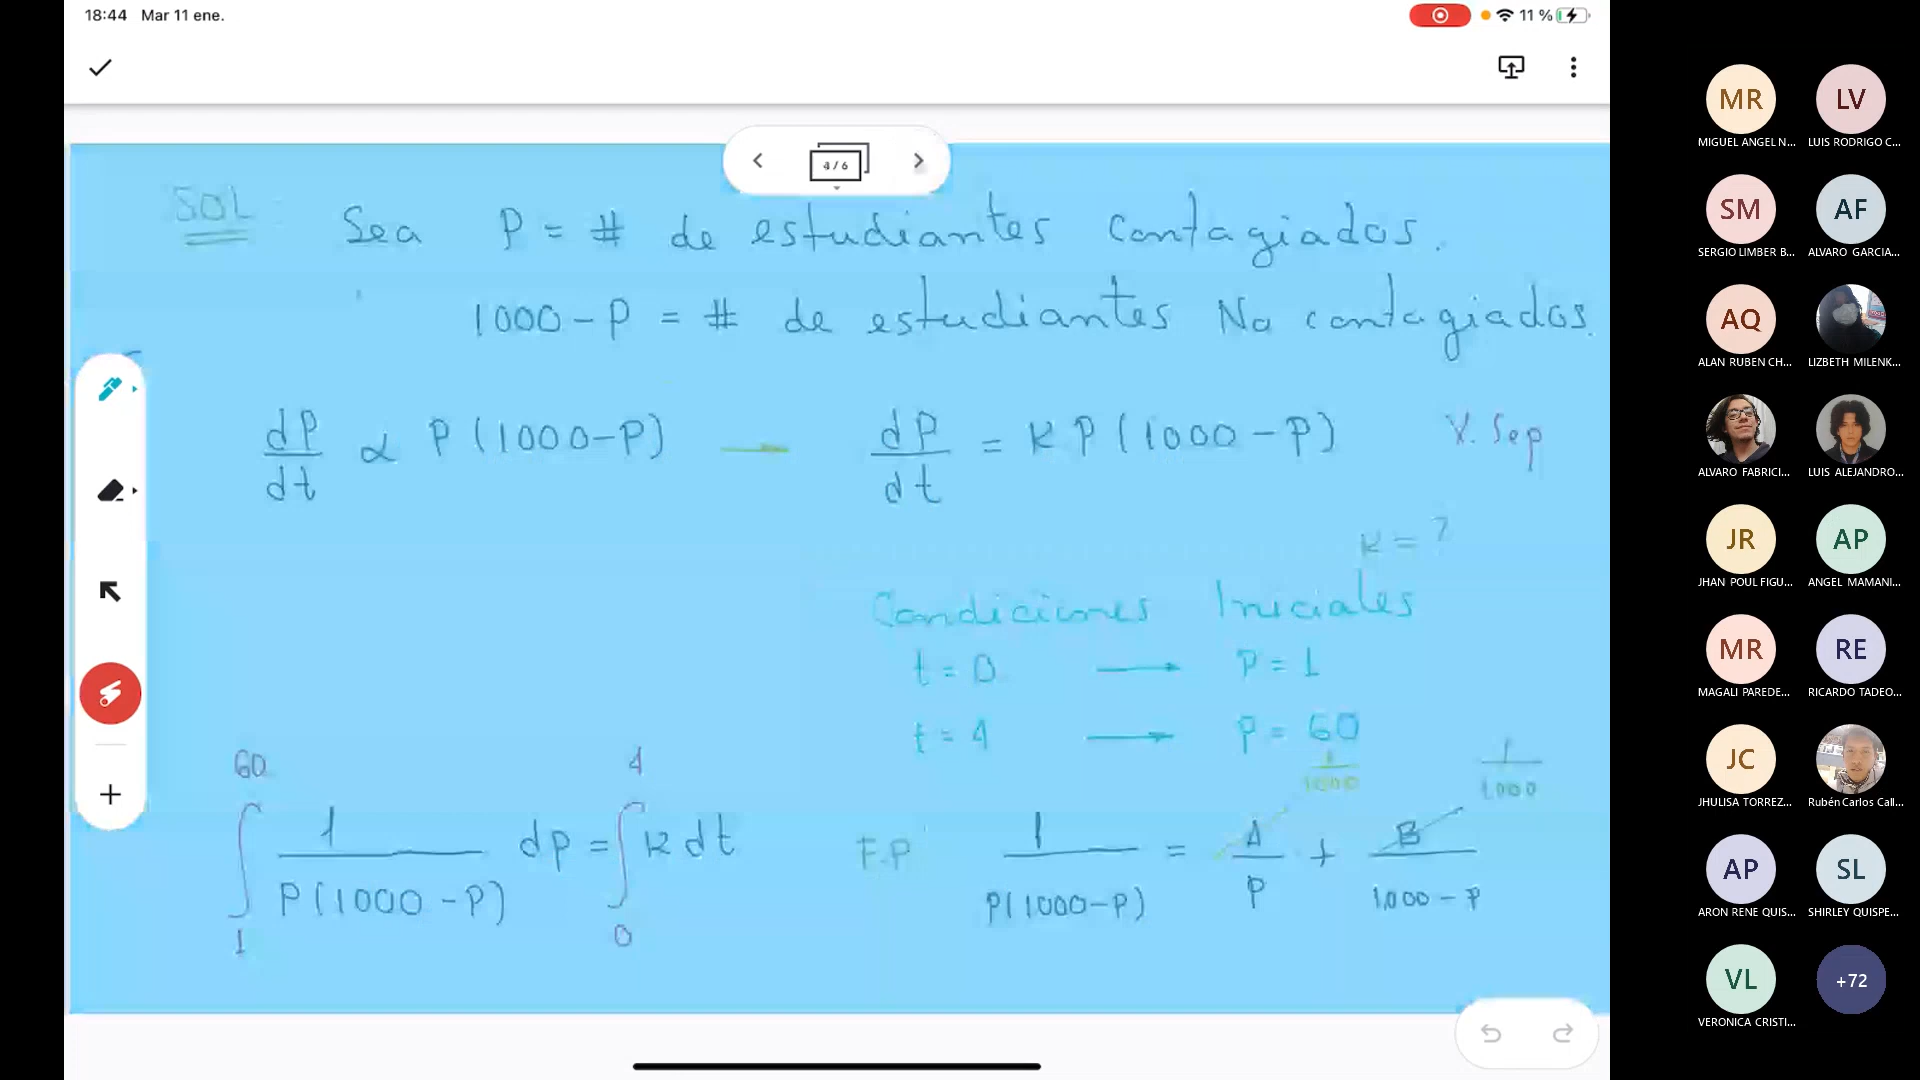 18:44 Mar 11 ene.
11 %
4 / 6
SOL : Sea P = # de estudiantes contagiados.
1000 - P = # de estudiantes No contagiados.
dP/dt ∝ P(1000-P) → dP/dt = KP(1000-P) V. Sep
K = ?
Condiciones Iniciales
t = 0 → P = 1
t = 4 → P = 60
∫_1^60 1/(P(1000-P)) dP = ∫_0^4 K dt F.P 1/(P(1000-P)) = A/P + B/(1000-P)
1/1000 1/1000
MR LV
MIGUEL ANGEL N... LUIS RODRIGO C...
SM AF
SERGIO LIMBER B... ALVARO GARCIA...
AQ
ALAN RUBEN CH... LIZBETH MILENK...
ALVARO FABRICI... LUIS ALEJANDRO...
JR AP
JHAN POUL FIGU... ANGEL MAMANI...
MR RE
MAGALI PAREDE... RICARDO TADEO...
JC
JHULISA TORREZ... Rubén Carlos Call...
AP SL
ARON RENE QUIS... SHIRLEY QUISPE...
VL +72
VERONICA CRISTI...